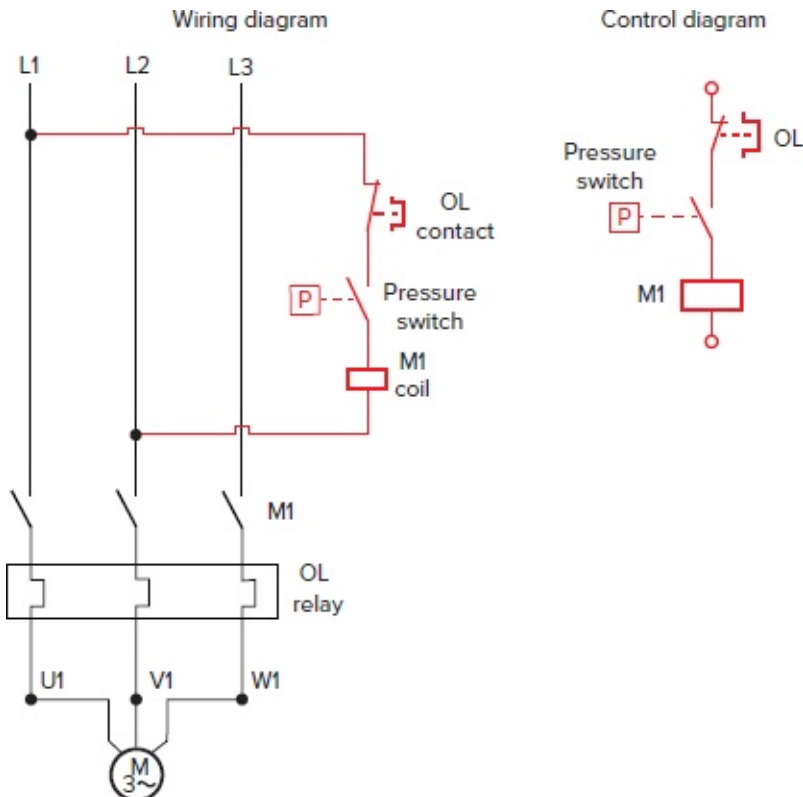 Wiring diagram
Control diagram
L1
L2
L3
OL
contact
P
Pressure
switch
M1
coil
M1
OL
relay
U1
V1
W1
M
3~
OL
Pressure
switch
P
M1